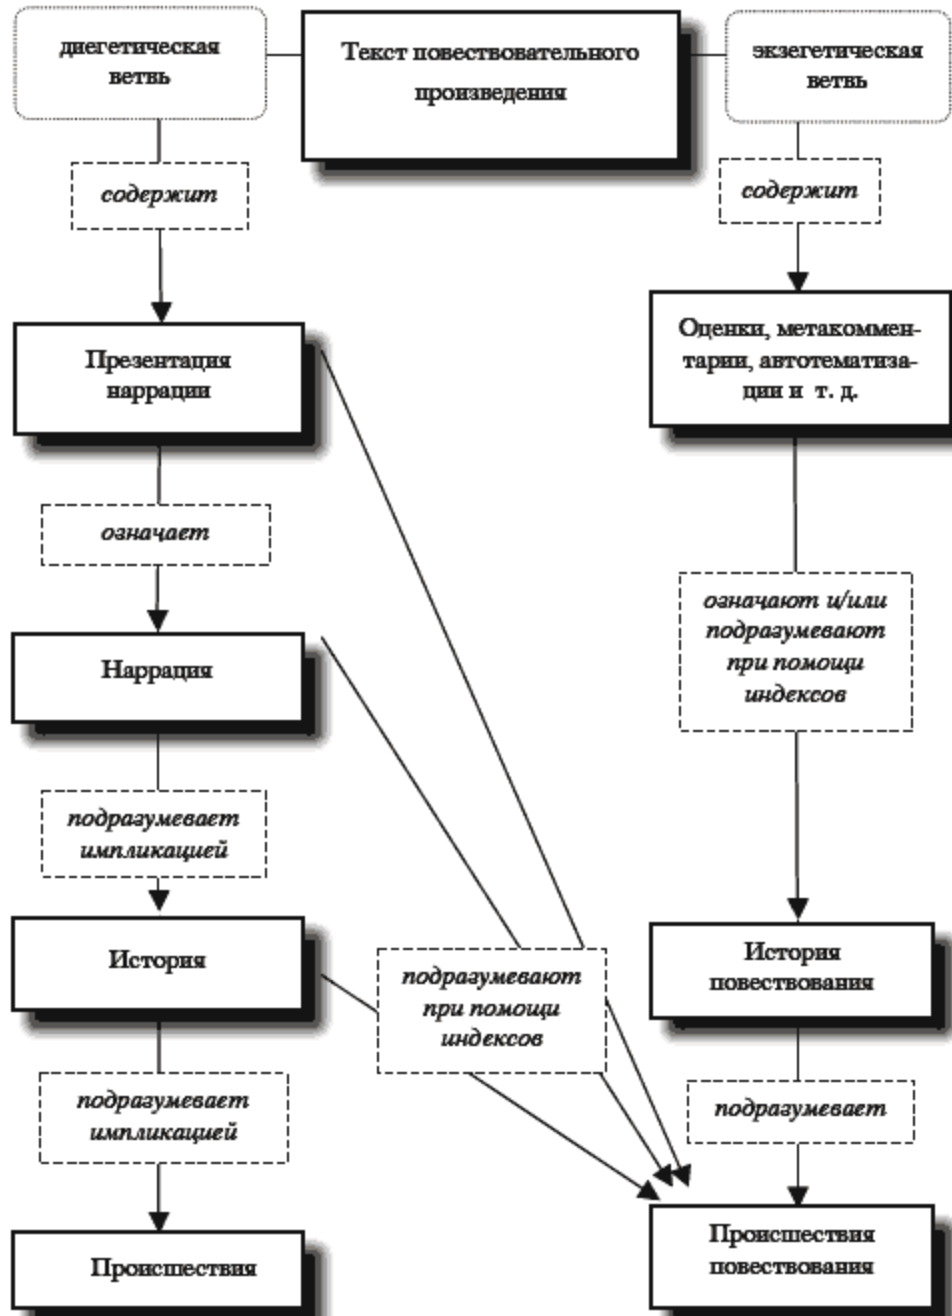 диегетическая
ветвь
Текст повествовательного
произведения
экзегетическая
ветвь
содержит
содержит
Презентация
наррации
Оценки, метакоммен-
тарии, автотематиза-
ции и т. д.
означает
означают и/или
подразумевают
при помощи
индексов
Наррация
подразумевает
импликацией
История
подразумевают
при помощи
индексов
История
повествования
подразумевает
импликацией
подразумевает
Происшествия
Происшествия
повествования